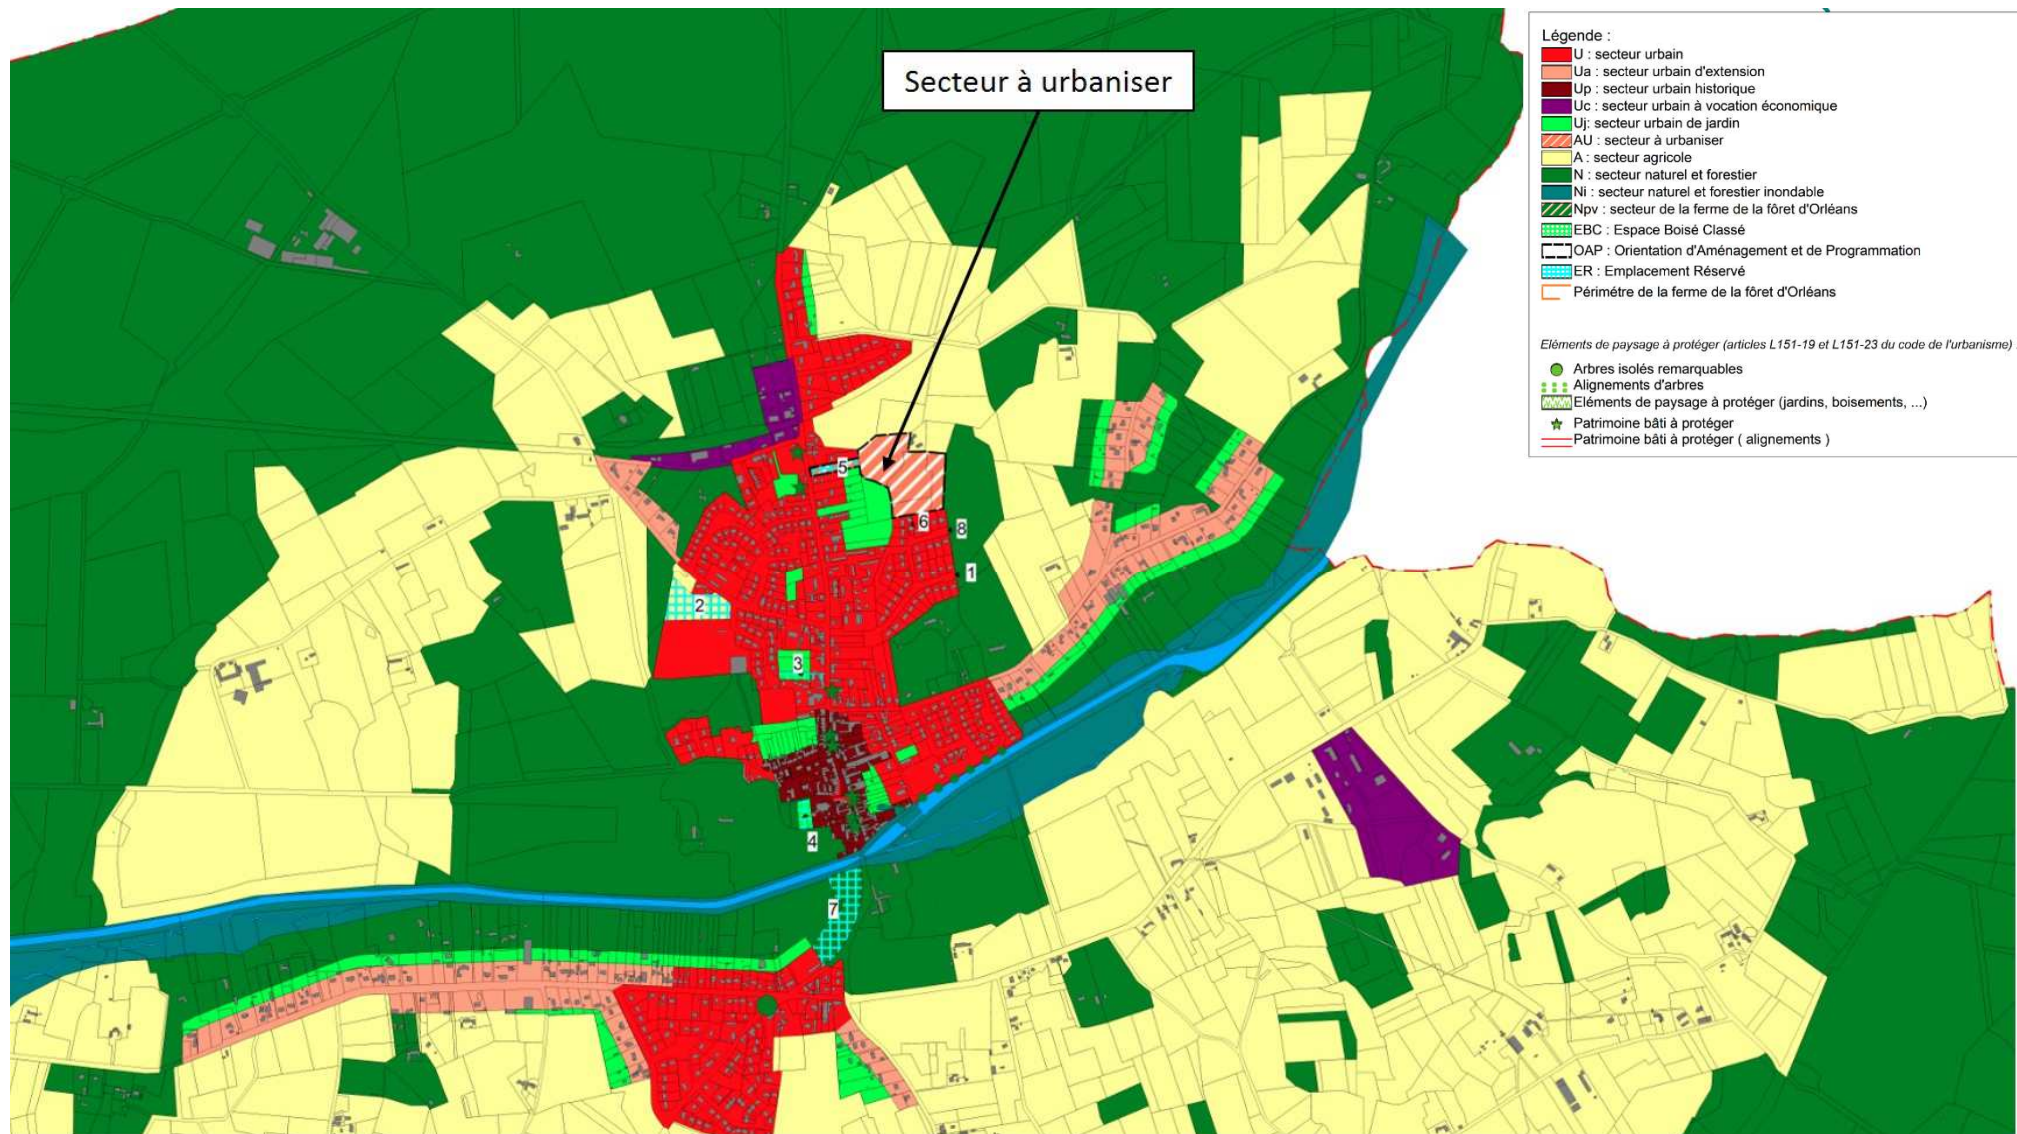 Secteur à urbaniser
Légende :
U : secteur urbain
Ua : secteur urbain d'extension
Up : secteur urbain historique
Uc : secteur urbain à vocation économique
Uj: secteur urbain de jardin
AU : secteur à urbaniser
A : secteur agricole
N : secteur naturel et forestier
Ni : secteur naturel et forestier inondable
Npv : secteur de la ferme de la fôret d'Orléans
EBC : Espace Boisé Classé
OAP : Orientation d'Aménagement et de Programmation
ER : Emplacement Réservé
Périmétre de la ferme de la fôret d'Orléans
Eléments de paysage à protéger (articles L151-19 et L151-23 du code de l'urbanisme)
Arbres isolés remarquables
Alignements d'arbres
Eléments de paysage à protéger (jardins, boisements, ...)
Patrimoine bâti à protéger
Patrimoine bâti à protéger ( alignements )
5
6
8
1
2
3
4
7